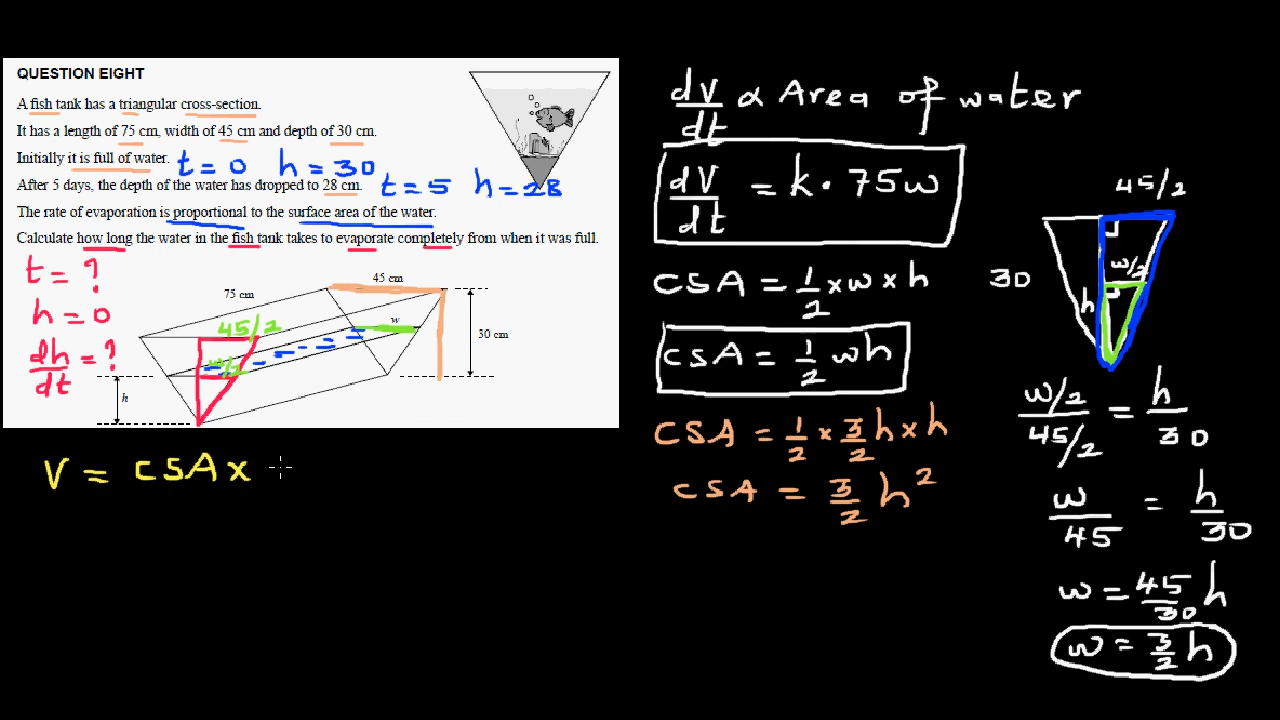 QUESTION EIGHT
A fish tank has a triangular cross-section.
It has a length of 75 cm, width of 45 cm and depth of 30 cm.
Initially it is full of water. t = 0 h = 30
After 5 days, the depth of the water has dropped to 28 cm. t = 5 h = 28
The rate of evaporation is proportional to the surface area of the water.
Calculate how long the water in the fish tank takes to evaporate completely from when it was full.
t = ?
h = 0
dh/dt = ?
75 cm
45 cm
45/2
w
w/2
30 cm
h
V = CSA ×
dV/dt ∝ Area of water
dV/dt = k · 75w
CSA = 1/2 × w × h
CSA = 1/2 wh
CSA = 1/2 × 3/2 h × h
CSA = 3/2 h²
45/2
30
w/2
h
w/2 / 45/2 = h/30
w/45 = h/30
w = 45/30 h
w = 3/2 h